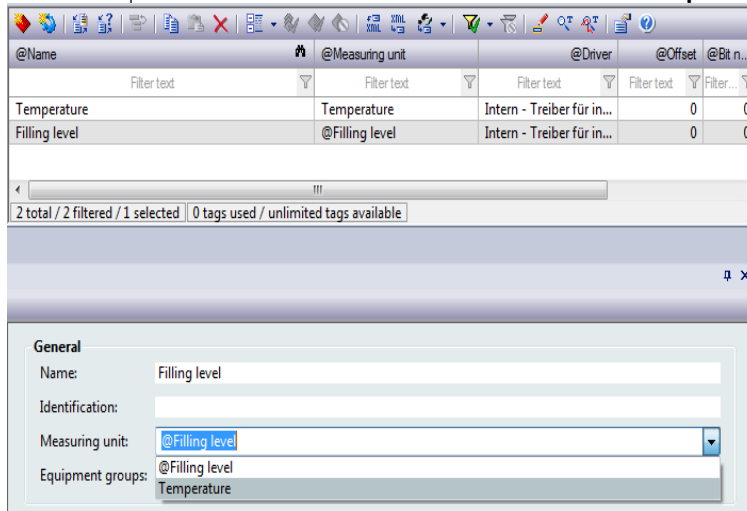 @Name @Measuring unit @Driver @Offset @Bit n...
Filter text Filter text Filter text Filter text Filter...
Temperature Temperature Intern - Treiber für in... 0 0
Filling level @Filling level Intern - Treiber für in... 0 0
2 total / 2 filtered / 1 selected 0 tags used / unlimited tags available
General
Name: Filling level
Identification:
Measuring unit: @Filling level
@Filling level
Equipment groups:
Temperature